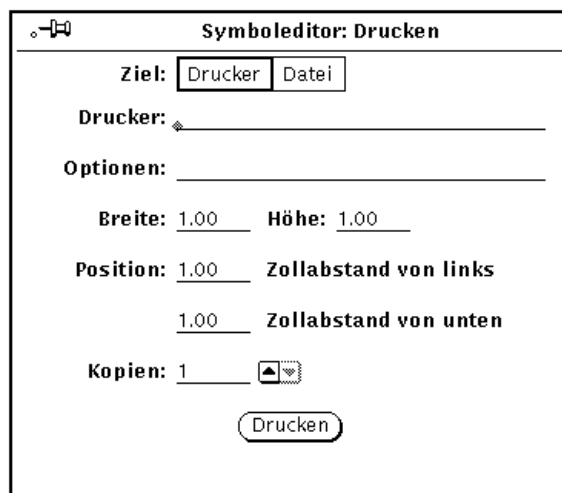 Symboleditor: Drucken
Ziel: Drucker Datei
Drucker:
Optionen:
Breite: 1.00 Höhe: 1.00
Position: 1.00 Zollabstand von links
1.00 Zollabstand von unten
Kopien: 1
Drucken